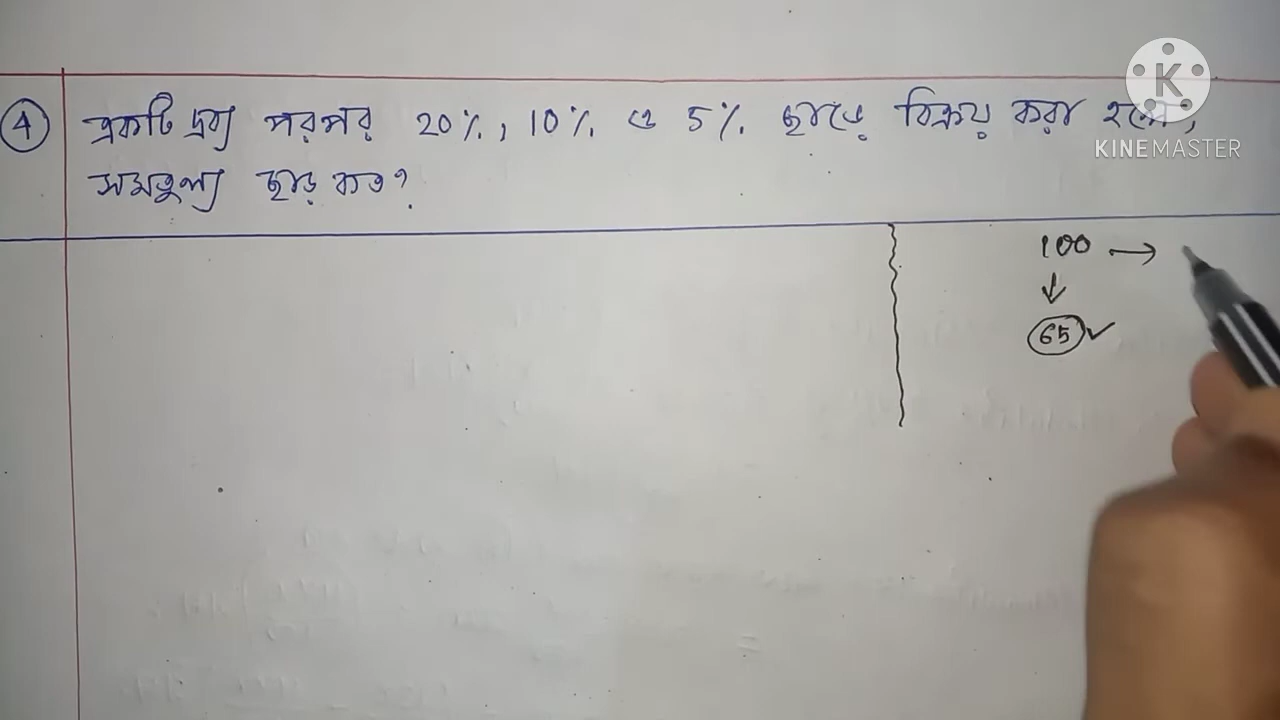 4 একটি দ্রব্য পরপর 20%, 10% ও 5% ছাড়ে বিক্রয় করা হলে,
সমতুল্য ছাড় কত?
100 →
↓
65 ✓
K
KINEMASTER